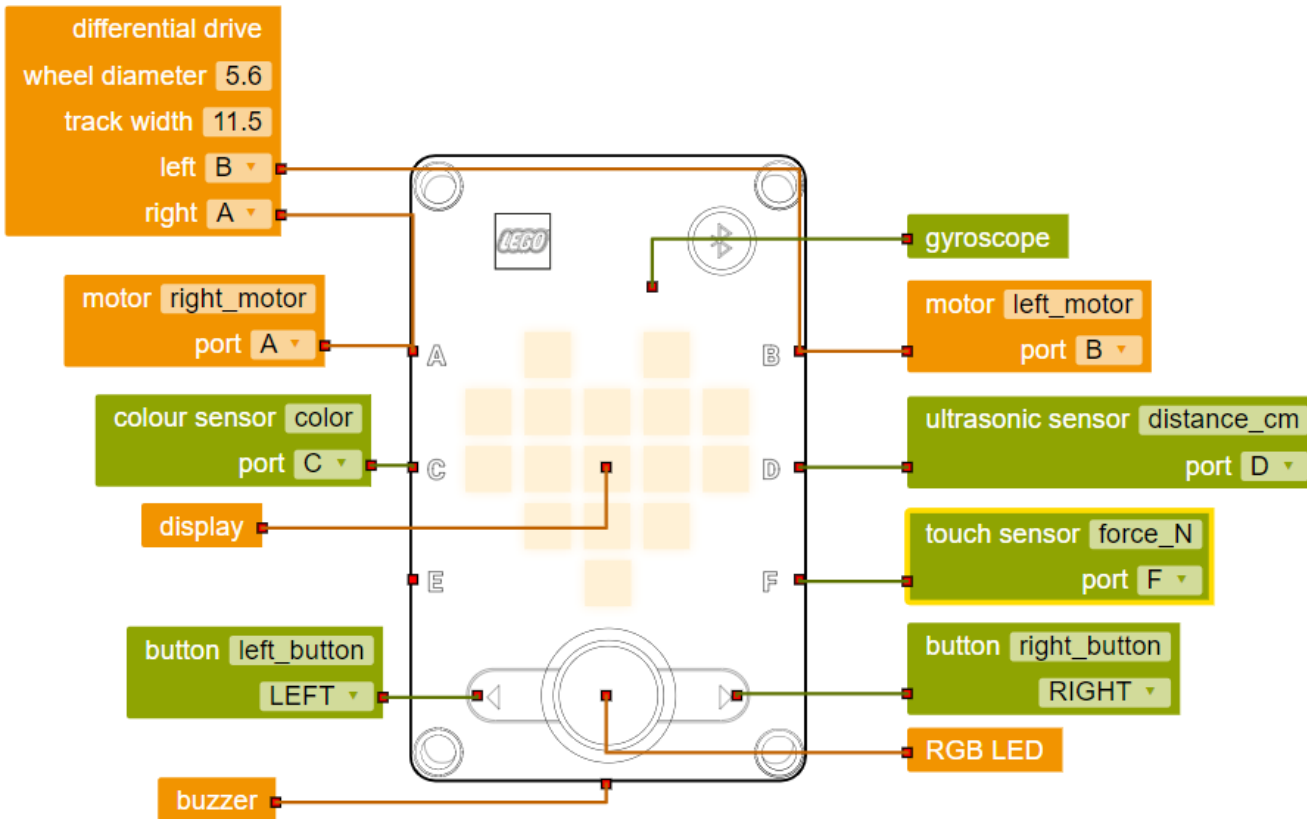 differential drive
wheel diameter 5.6
track width 11.5
left B
right A
LEGO
gyroscope
motor right_motor
port A
motor left_motor
port B
A
B
colour sensor color
port C
ultrasonic sensor distance_cm
port D
C
D
display
touch sensor force_N
port F
E
F
button left_button
LEFT
button right_button
RIGHT
RGB LED
buzzer